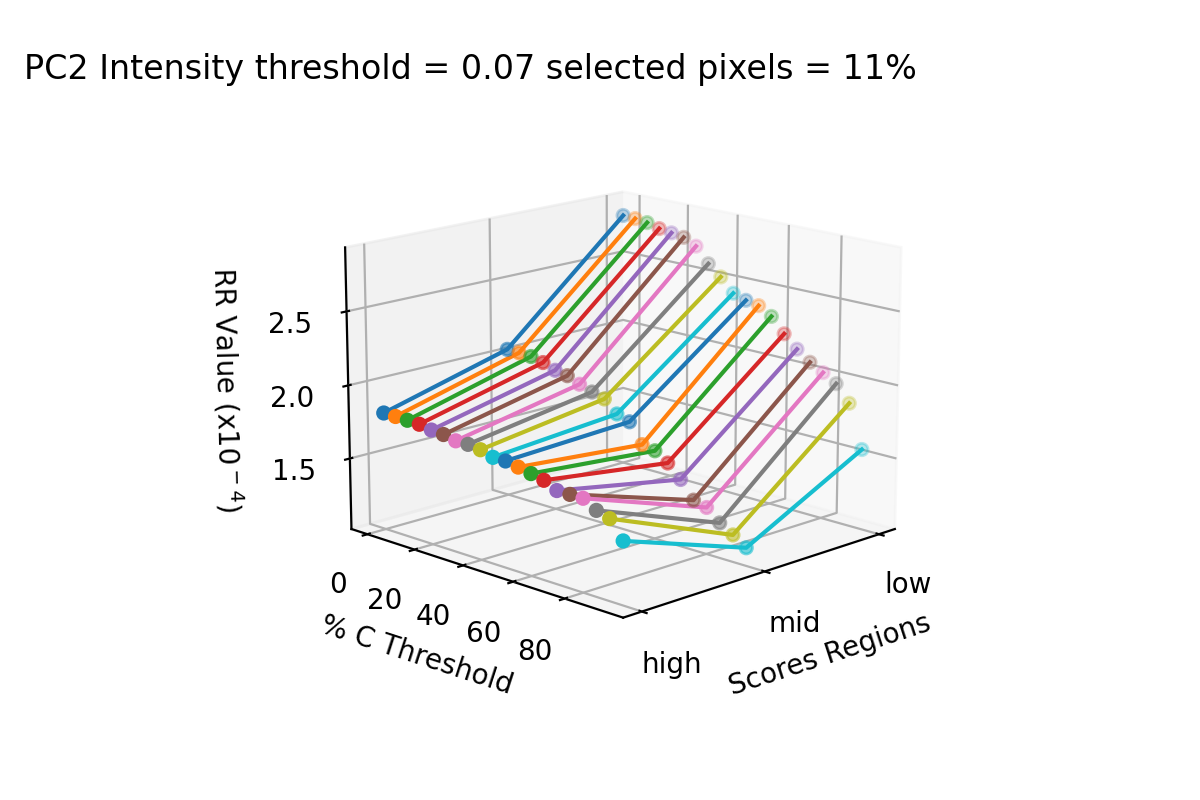 PC2 Intensity threshold = 0.07 selected pixels = 11%
RR Value (x10⁻⁴)
2.5
2.0
1.5
0
20
40
60
80
% C Threshold
high
mid
low
Scores Regions